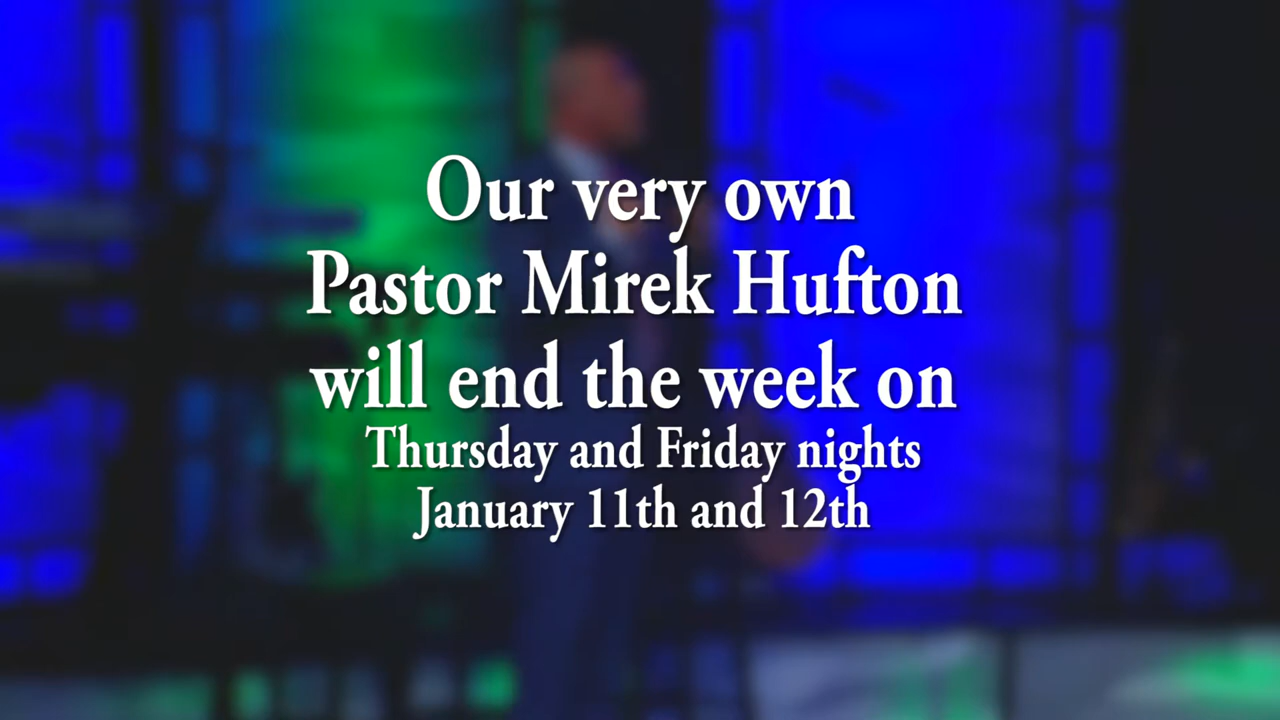 Our very own
Pastor Mirek Hufton
will end the week on
Thursday and Friday nights
January 11th and 12th